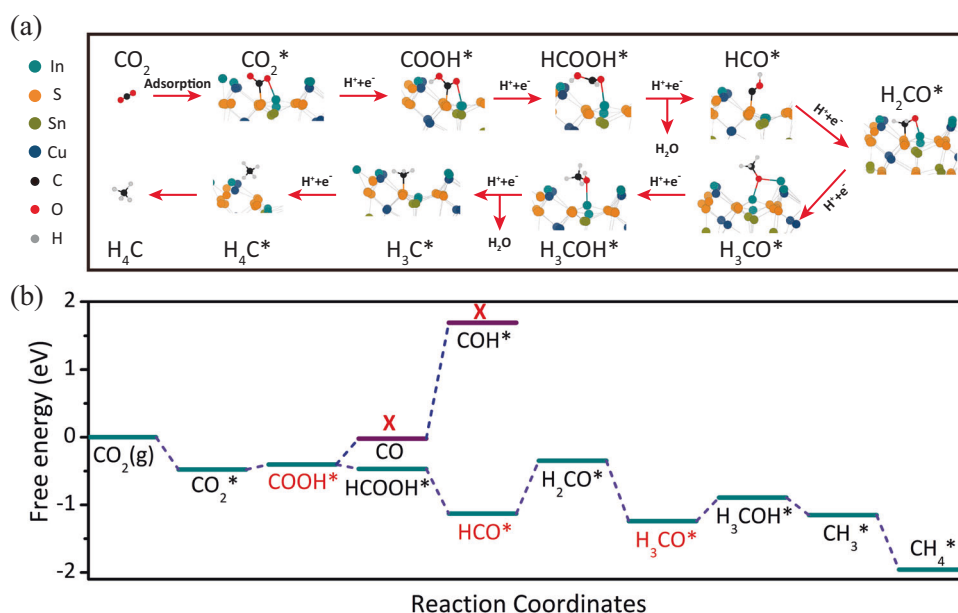 (a)
CO₂
CO₂*
COOH*
HCOOH*
HCO*
H₂CO*
In
S
Sn
Cu
C
O
H
Adsorption
H⁺+e⁻
H⁺+e⁻
H⁺+e⁻
H₂O
H⁺+e⁻
H⁺+e⁻
H⁺+e⁻
H⁺+e⁻
H⁺+e⁻
H₂O
H₄C
H₄C*
H₃C*
H₃COH*
H₃CO*
(b)
Free energy (eV)
2
1
0
-1
-2
X
COH*
X
CO
CO₂(g)
CO₂*
COOH*
HCOOH*
HCO*
H₂CO*
H₃CO*
H₃COH*
CH₃*
CH₄*
Reaction Coordinates